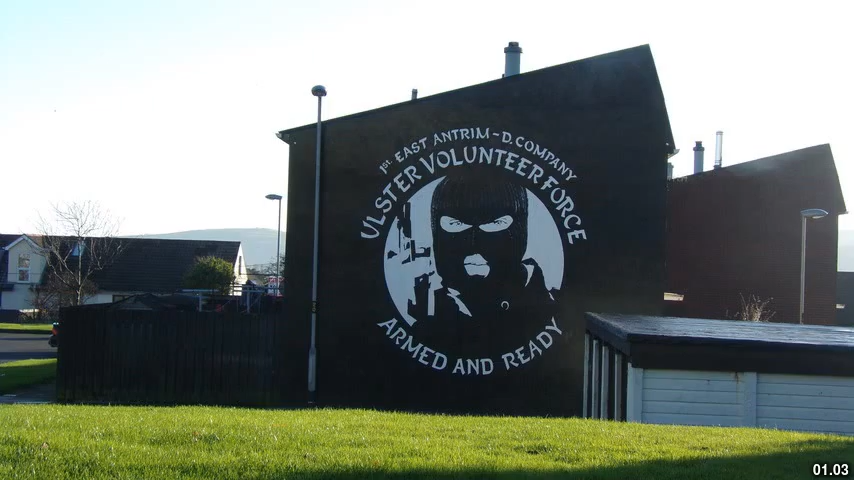 1ST. EAST ANTRIM - D. COMPANY
ULSTER VOLUNTEER FORCE
ARMED AND READY
01.03